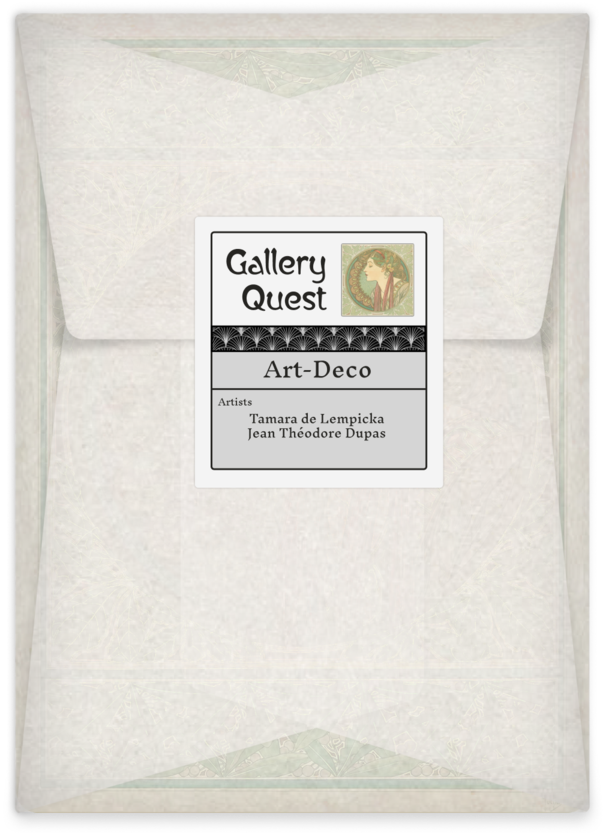 Gallery
Quest
Art-Deco
Artists
Tamara de Lempicka
Jean Théodore Dupas